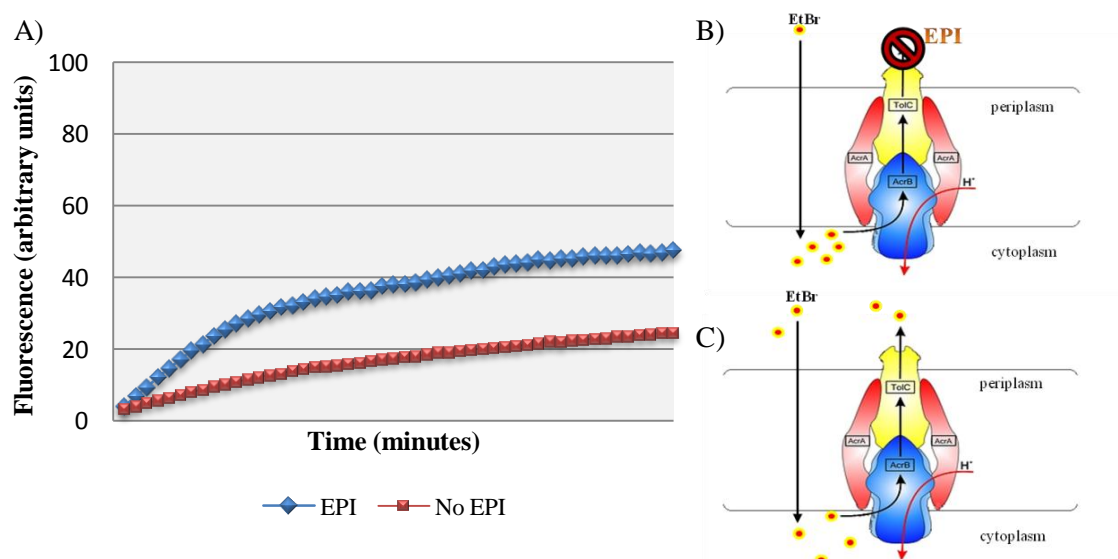 A)
Fluorescence (arbitrary units)
100
80
60
40
20
0
Time (minutes)
EPI No EPI
B)
EtBr
EPI
periplasm
TolC
AcrA AcrA
AcrB
H+
cytoplasm
C)
EtBr
periplasm
TolC
AcrA AcrA
AcrB
H+
cytoplasm